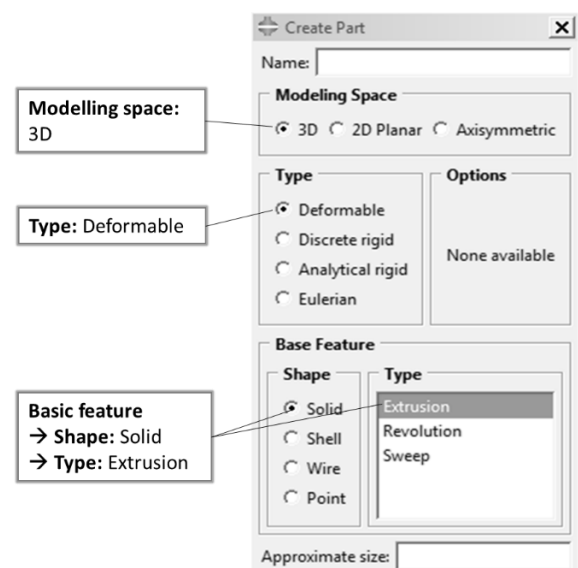 Create Part
Name:
Modelling space:
3D
Modeling Space
3D 2D Planar Axisymmetric
Type: Deformable
Type
Deformable
Discrete rigid
Analytical rigid
Eulerian
Options
None available
Base Feature
Basic feature
→ Shape: Solid
→ Type: Extrusion
Shape
Solid
Shell
Wire
Point
Type
Extrusion
Revolution
Sweep
Approximate size: